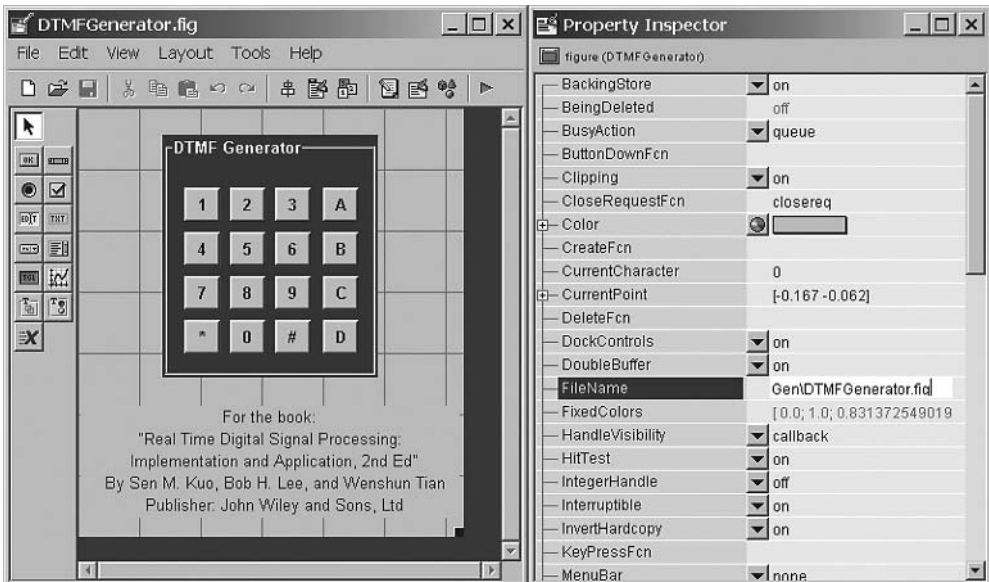 DTMFGenerator.fig
File Edit View Layout Tools Help
DTMF Generator
1 2 3 A
4 5 6 B
7 8 9 C
* 0 # D
For the book:
"Real Time Digital Signal Processing:
Implementation and Application, 2nd Ed"
By Sen M. Kuo, Bob H. Lee, and Wenshun Tian
Publisher: John Wiley and Sons, Ltd
OK
EDIT TXT
TGL
Property Inspector
figure (DTMFGenerator)
BackingStore on
BeingDeleted off
BusyAction queue
ButtonDownFcn
Clipping on
CloseRequestFcn closereq
Color
CreateFcn
CurrentCharacter 0
CurrentPoint [-0.167 -0.062]
DeleteFcn
DockControls on
DoubleBuffer on
FileName Gen\DTMFGenerator.fig
FixedColors [ 0.0; 1.0; 0.831372549019
HandleVisibility callback
HitTest on
IntegerHandle off
Interruptible on
InvertHardcopy on
KeyPressFcn
MenuBar none